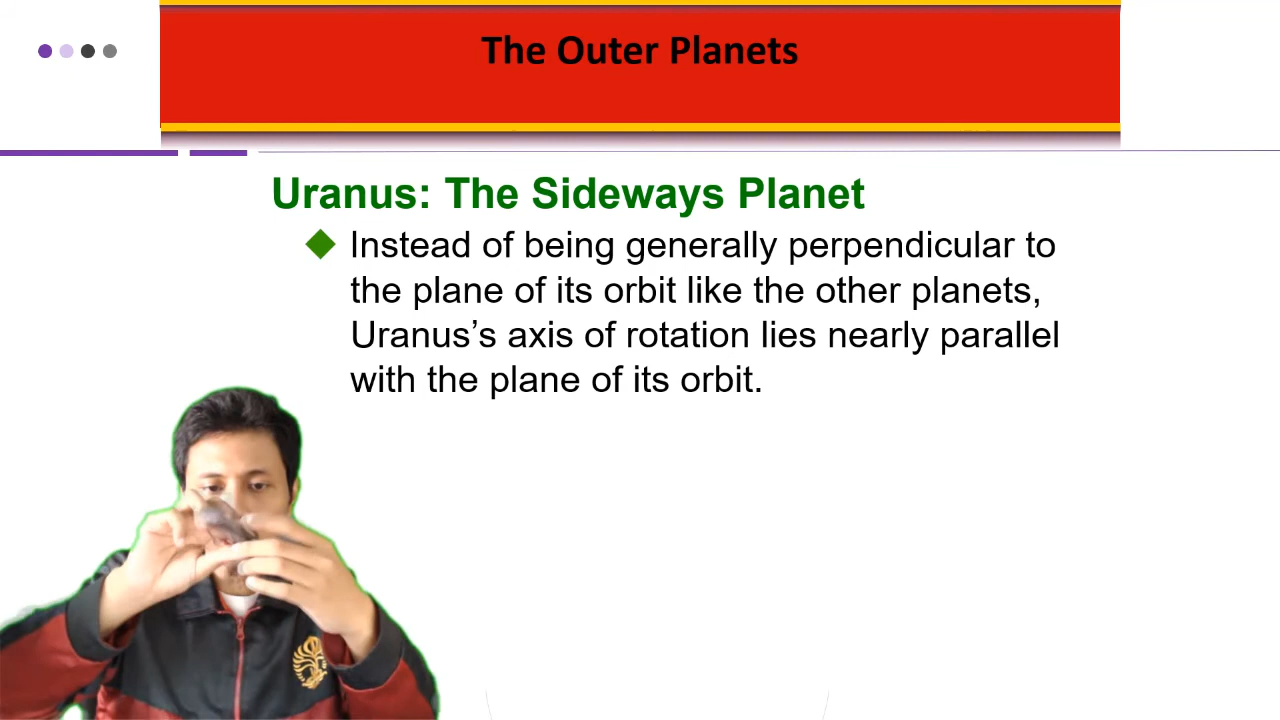 The Outer Planets
Uranus: The Sideways Planet
Instead of being generally perpendicular to
the plane of its orbit like the other planets,
Uranus’s axis of rotation lies nearly parallel
with the plane of its orbit.